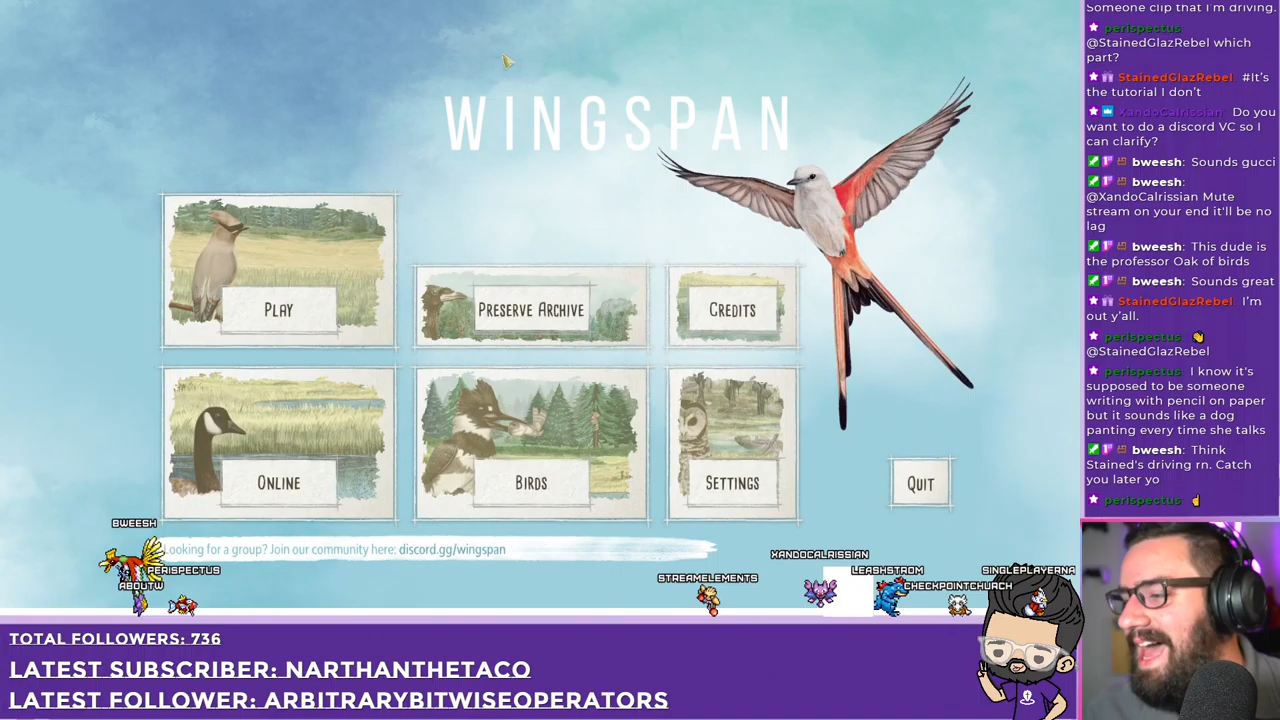 WINGSPAN
PLAY
PRESERVE ARCHIVE
CREDITS
ONLINE
BIRDS
SETTINGS
QUIT
Looking for a group? Join our community here: discord.gg/wingspan
BWEESH
PERISPECTUS
ABOUTW
STREAMELEMENTS
XANDOCALRISSIAN
LEASHSTROM
CHECKPOINTCHURCH
SINGLEPLAYERNA
TOTAL FOLLOWERS: 736
LATEST SUBSCRIBER: NARTHANTHETACO
LATEST FOLLOWER: ARBITRARYBITWISEOPERATORS
Someone clip that I'm driving.
perispectus
@StainedGlazRebel which
part?
StainedGlazRebel #It's
the tutorial I don't
XandoCalrissian Do you
want to do a discord VC so I
can clarify?
bweesh: Sounds gucci
bweesh:
@XandoCalrissian Mute
stream on your end it'll be no
lag
bweesh: This dude is
the professor Oak of birds
bweesh: Sounds great
StainedGlazRebel I'm
out y'all.
perispectus
@StainedGlazRebel
perispectus I know it's
supposed to be someone
writing with pencil on paper
but it sounds like a dog
panting every time she talks
bweesh: Think
Stained's driving rn. Catch
you later yo
perispectus